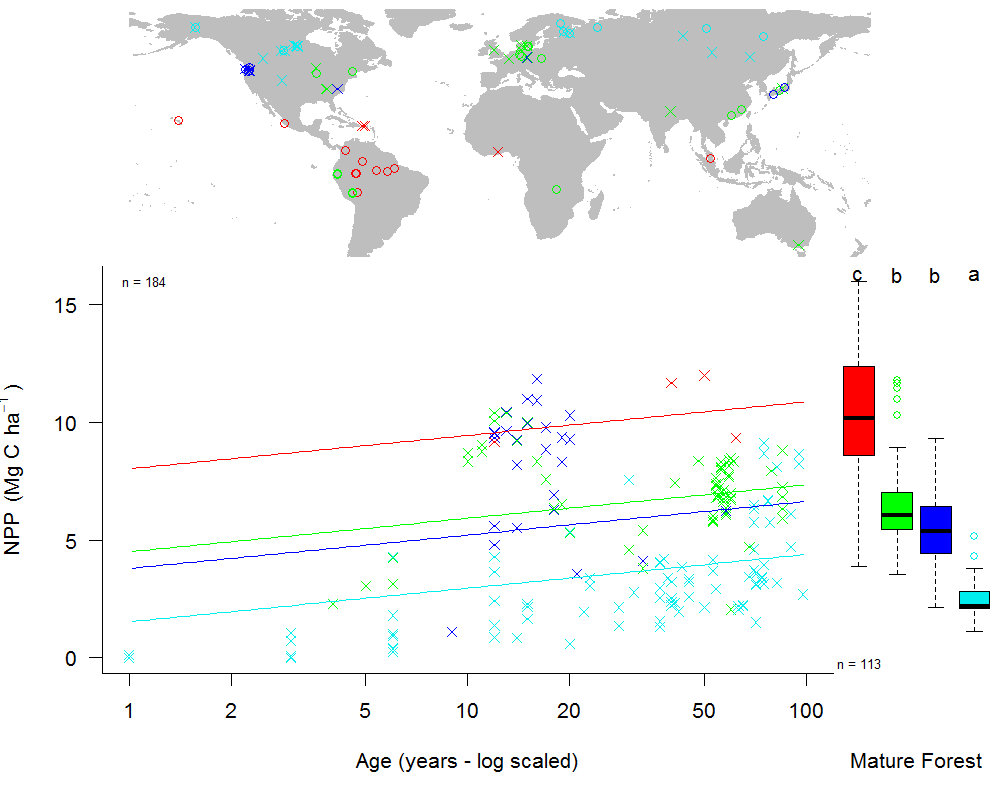 n = 184
c b b a
15
10
5
0
NPP (Mg C ha⁻¹ )
n = 113
1 2 5 10 20 50 100
Age (years - log scaled)
Mature Forest